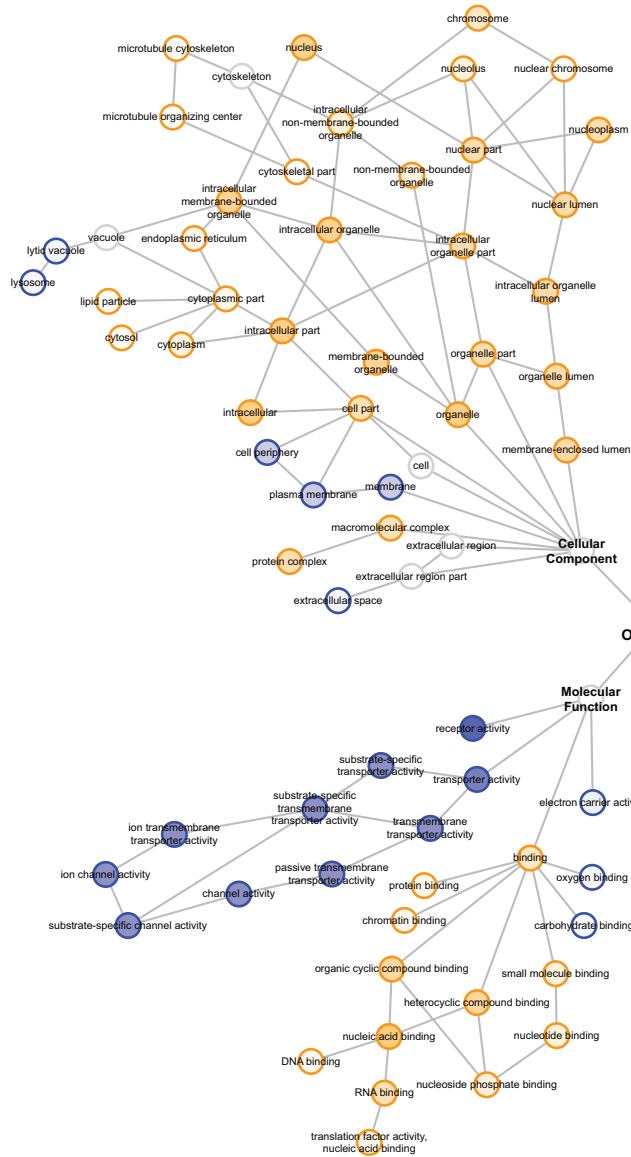 chromosome
microtubule cytoskeleton
nucleus
cytoskeleton
nucleolus
nuclear chromosome
microtubule organizing center
intracellular
non-membrane-bounded
organelle
nucleoplasm
nuclear part
cytoskeletal part
non-membrane-bounded
organelle
intracellular
membrane-bounded
organelle
nuclear lumen
vacuole
endoplasmic reticulum
intracellular organelle
intracellular
organelle part
lytic vacuole
lysosome
intracellular organelle
lumen
lipid particle
cytoplasmic part
cytosol
cytoplasm
intracellular part
membrane-bounded
organelle
organelle part
organelle lumen
intracellular
cell part
organelle
cell periphery
cell
membrane-enclosed lumen
plasma membrane
membrane
macromolecular complex
extracellular region
Cellular
Component
protein complex
extracellular region part
extracellular space
O
Molecular
Function
receptor activity
substrate-specific
transporter activity
transporter activity
substrate-specific
transmembrane
transporter activity
electron carrier activ
ion transmembrane
transporter activity
transmembrane
transporter activity
binding
ion channel activity
passive transmembrane
transporter activity
protein binding
oxygen binding
channel activity
substrate-specific channel activity
chromatin binding
carbohydrate binding
organic cyclic compound binding
small molecule binding
heterocyclic compound binding
nucleic acid binding
nucleotide binding
DNA binding
nucleoside phosphate binding
RNA binding
translation factor activity,
nucleic acid binding